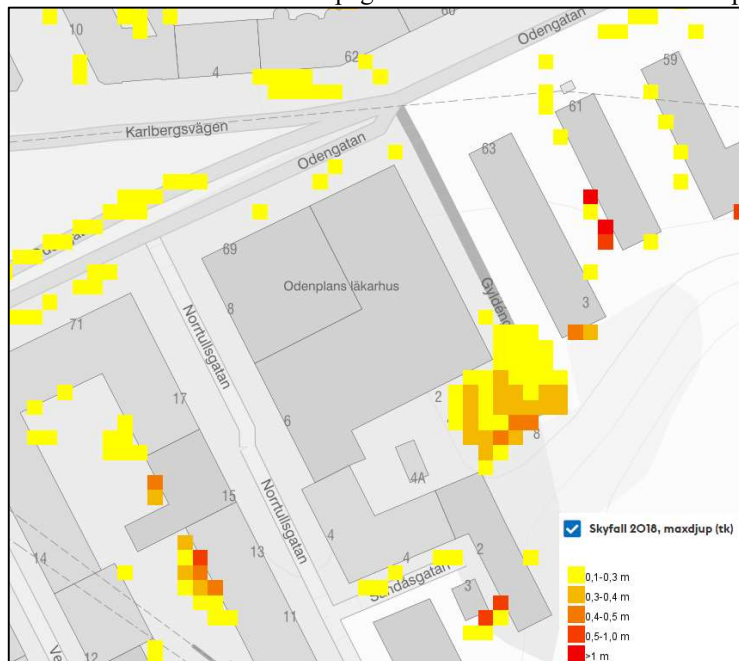 10
4
62
60
Odengatan
59
61
Karlbergsvägen
Odengatan
63
69
Odenplans läkarhus
8
3
71
Norrtullsgatan
17
6
2
8
4A
15
Norrtullsgatan
4
13
4
2
14
Sandåsgatan
3
11
12
Skyfall 2018, maxdjup (tk)
0,1-0,3 m
0,3-0,4 m
0,4-0,5 m
0,5-1,0 m
>1 m